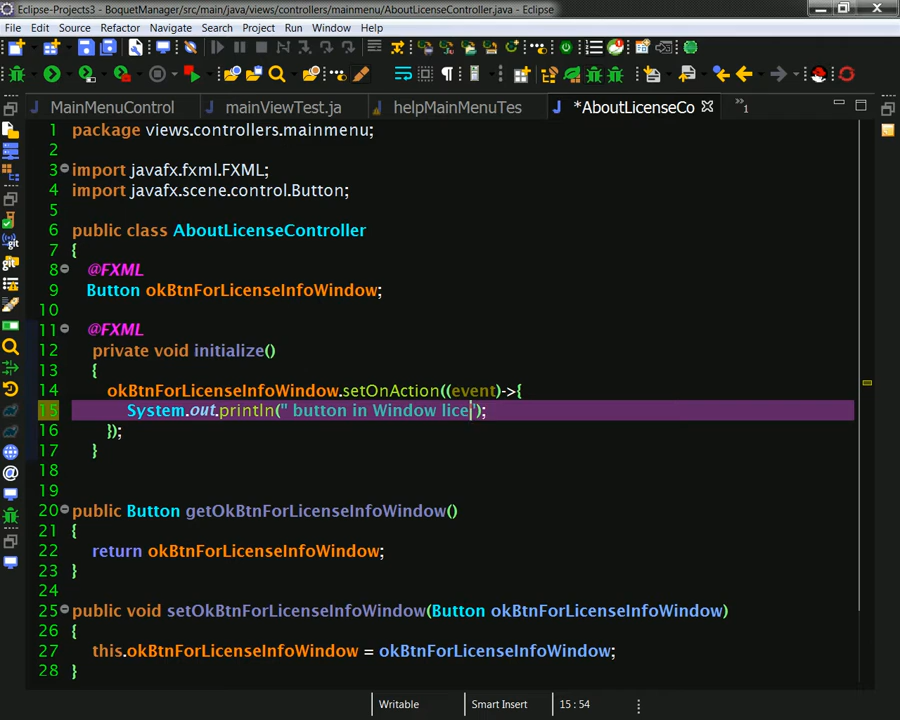 Eclipse-Projects3 - BoquetManager/src/main/java/views/controllers/mainmenu/AboutLicenseController.java - Eclipse
File Edit Source Refactor Navigate Search Project Run Window Help
MainMenuControl mainViewTest.ja helpMainMenuTes *AboutLicenseCo »1
1 package views.controllers.mainmenu;
2
3 import javafx.fxml.FXML;
4 import javafx.scene.control.Button;
5
6 public class AboutLicenseController
7 {
8 @FXML
9 Button okBtnForLicenseInfoWindow;
10
11 @FXML
12 private void initialize()
13 {
14 okBtnForLicenseInfoWindow.setOnAction((event)->{
15 System.out.println(" button in Window lice");
16 });
17 }
18
19
20 public Button getOkBtnForLicenseInfoWindow()
21 {
22 return okBtnForLicenseInfoWindow;
23 }
24
25 public void setOkBtnForLicenseInfoWindow(Button okBtnForLicenseInfoWindow)
26 {
27 this.okBtnForLicenseInfoWindow = okBtnForLicenseInfoWindow;
28 }
Writable Smart Insert 15 : 54